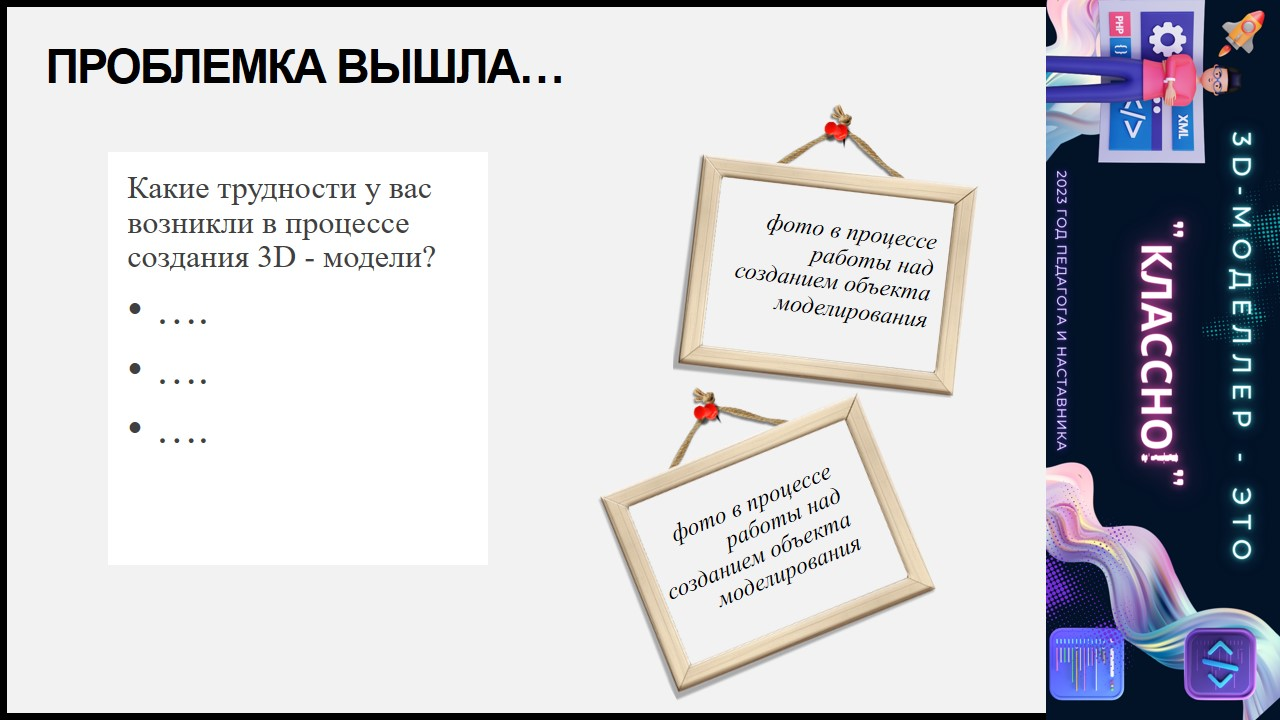 ПРОБЛЕМКА ВЫШЛА…
Какие трудности у вас
возникли в процессе
создания 3D - модели?
• ….
• ….
• ….
фото в процессе
работы над
созданием объекта
моделирования
фото в процессе
работы над
созданием объекта
моделирования
3D-МОДЕЛЛЕР - ЭТО
"КЛАССНО!"
2023 ГОД ПЕДАГОГА И НАСТАВНИКА
PHP
{}
XML
</>
</>